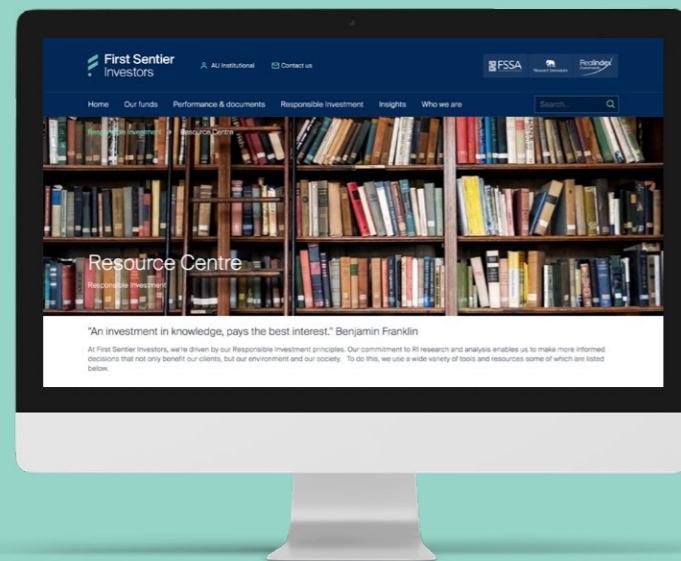 First Sentier
Investors
AU Institutional
Contact us
FSSA
Realindex
Home Our funds Performance & documents Responsible Investment Insights Who we are
Search...
Responsible Investment
Resource Centre
Resource Centre
Responsible Investment
"An investment in knowledge, pays the best interest." Benjamin Franklin
At First Sentier Investors, we're driven by our Responsible Investment principles. Our commitment to RI research and analysis enables us to make more informed
decisions that not only benefit our clients, but our environment and our society. To do this, we use a wide variety of tools and resources some of which are listed
below.